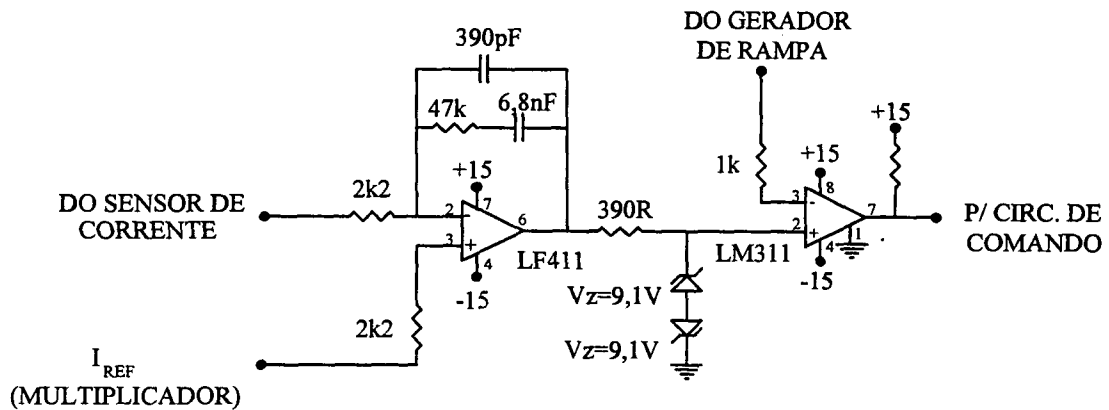 DO GERADOR
DE RAMPA
390pF
47k
6,8nF
+15
+15
1k
+15
8
3
-
7
2
+
1
4
-15
LM311
P/ CIRC. DE
COMANDO
DO SENSOR DE
CORRENTE
2k2
2
-
7
6
3
+
4
-15
LF411
390R
Vz=9,1V
Vz=9,1V
2k2
I REF
(MULTIPLICADOR)